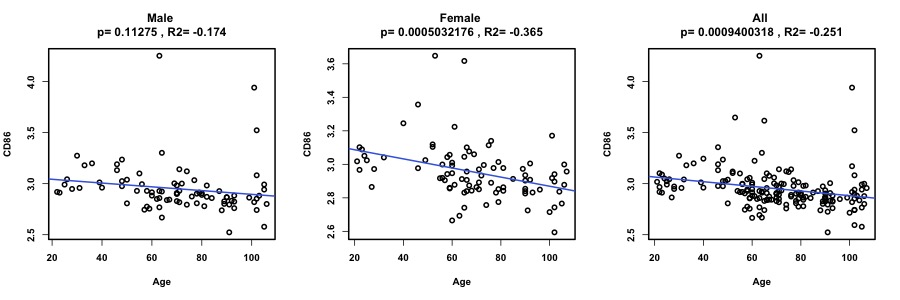 Male
p= 0.11275 , R2= -0.174
CD86
2.5 3.0 3.5 4.0
20 40 60 80 100
Age
Female
p= 0.0005032176 , R2= -0.365
CD86
2.6 2.8 3.0 3.2 3.4 3.6
20 40 60 80 100
Age
All
p= 0.0009400318 , R2= -0.251
CD86
2.5 3.0 3.5 4.0
20 40 60 80 100
Age